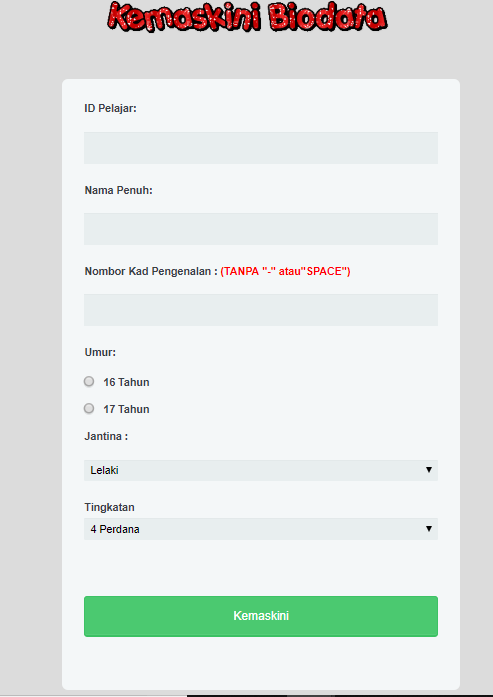 Kemaskini Biodata
ID Pelajar:
Nama Penuh:
Nombor Kad Pengenalan : (TANPA "-" atau"SPACE")
Umur:
16 Tahun
17 Tahun
Jantina :
Lelaki
Tingkatan
4 Perdana
Kemaskini